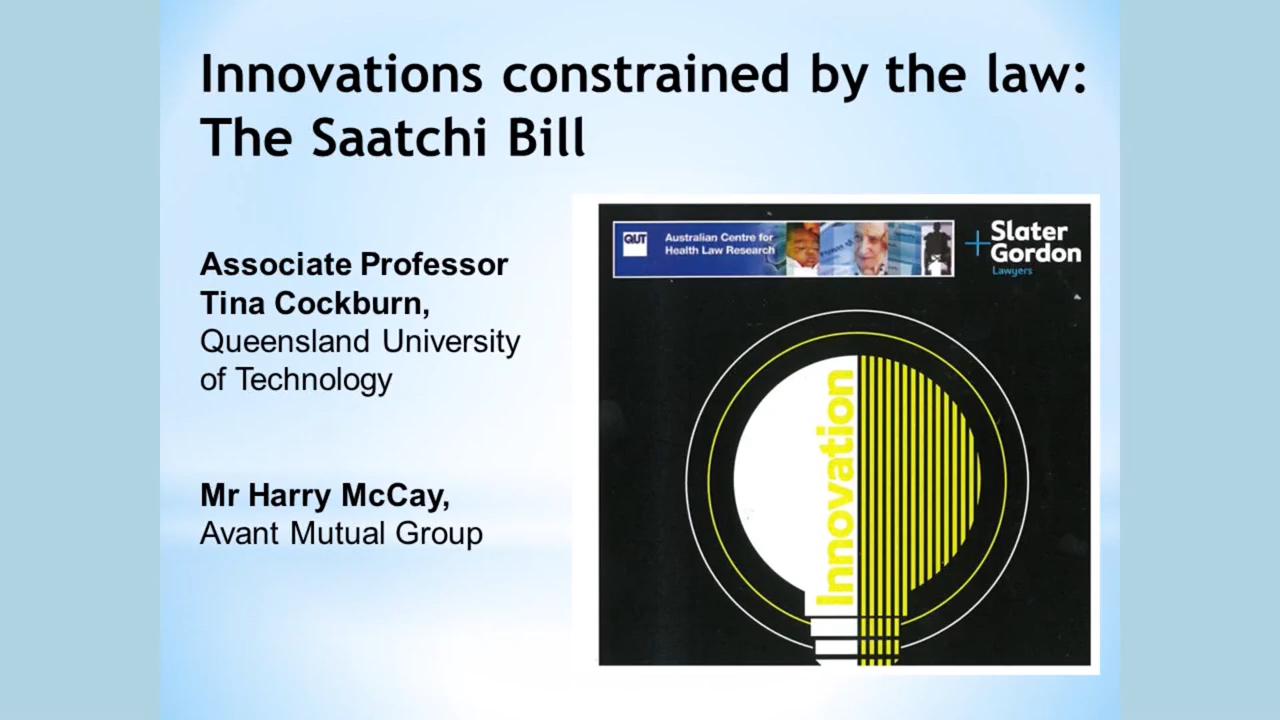 Innovations constrained by the law:
The Saatchi Bill
Associate Professor
Tina Cockburn,
Queensland University
of Technology
Mr Harry McCay,
Avant Mutual Group
QUT
Australian Centre for
Health Law Research
Slater
Gordon
Lawyers
Innovation